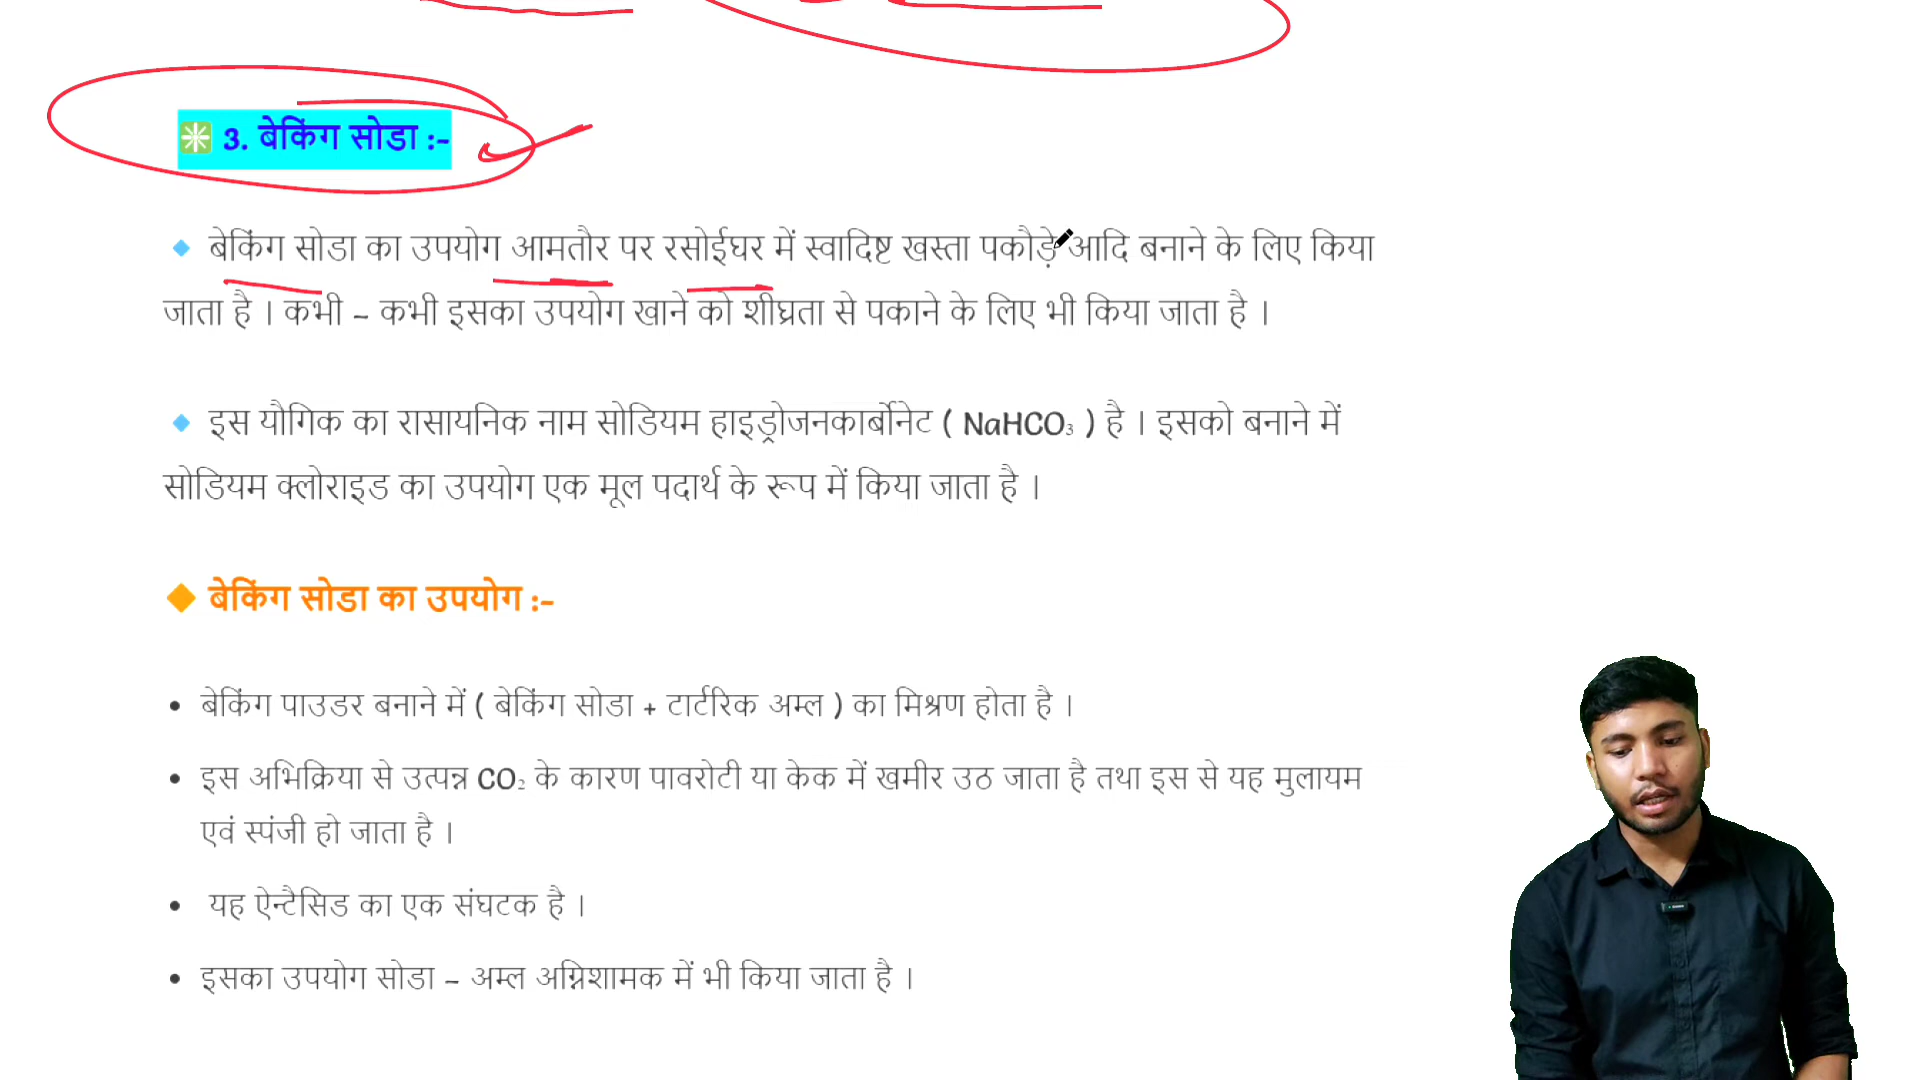 3. बेकिंग सोडा :-
बेकिंग सोडा का उपयोग आमतौर पर रसोईघर में स्वादिष्ट खस्ता पकौड़े आदि बनाने के लिए किया
जाता है । कभी – कभी इसका उपयोग खाने को शीघ्रता से पकाने के लिए भी किया जाता है ।
इस यौगिक का रासायनिक नाम सोडियम हाइड्रोजनकार्बोनेट ( NaHCO₃ ) है । इसको बनाने में
सोडियम क्लोराइड का उपयोग एक मूल पदार्थ के रूप में किया जाता है ।
बेकिंग सोडा का उपयोग :-
• बेकिंग पाउडर बनाने में ( बेकिंग सोडा + टार्टरिक अम्ल ) का मिश्रण होता है ।
• इस अभिक्रिया से उत्पन्न CO₂ के कारण पावरोटी या केक में खमीर उठ जाता है तथा इस से यह मुलायम
एवं स्पंजी हो जाता है ।
• यह ऐन्टैसिड का एक संघटक है ।
• इसका उपयोग सोडा – अम्ल अग्निशामक में भी किया जाता है ।